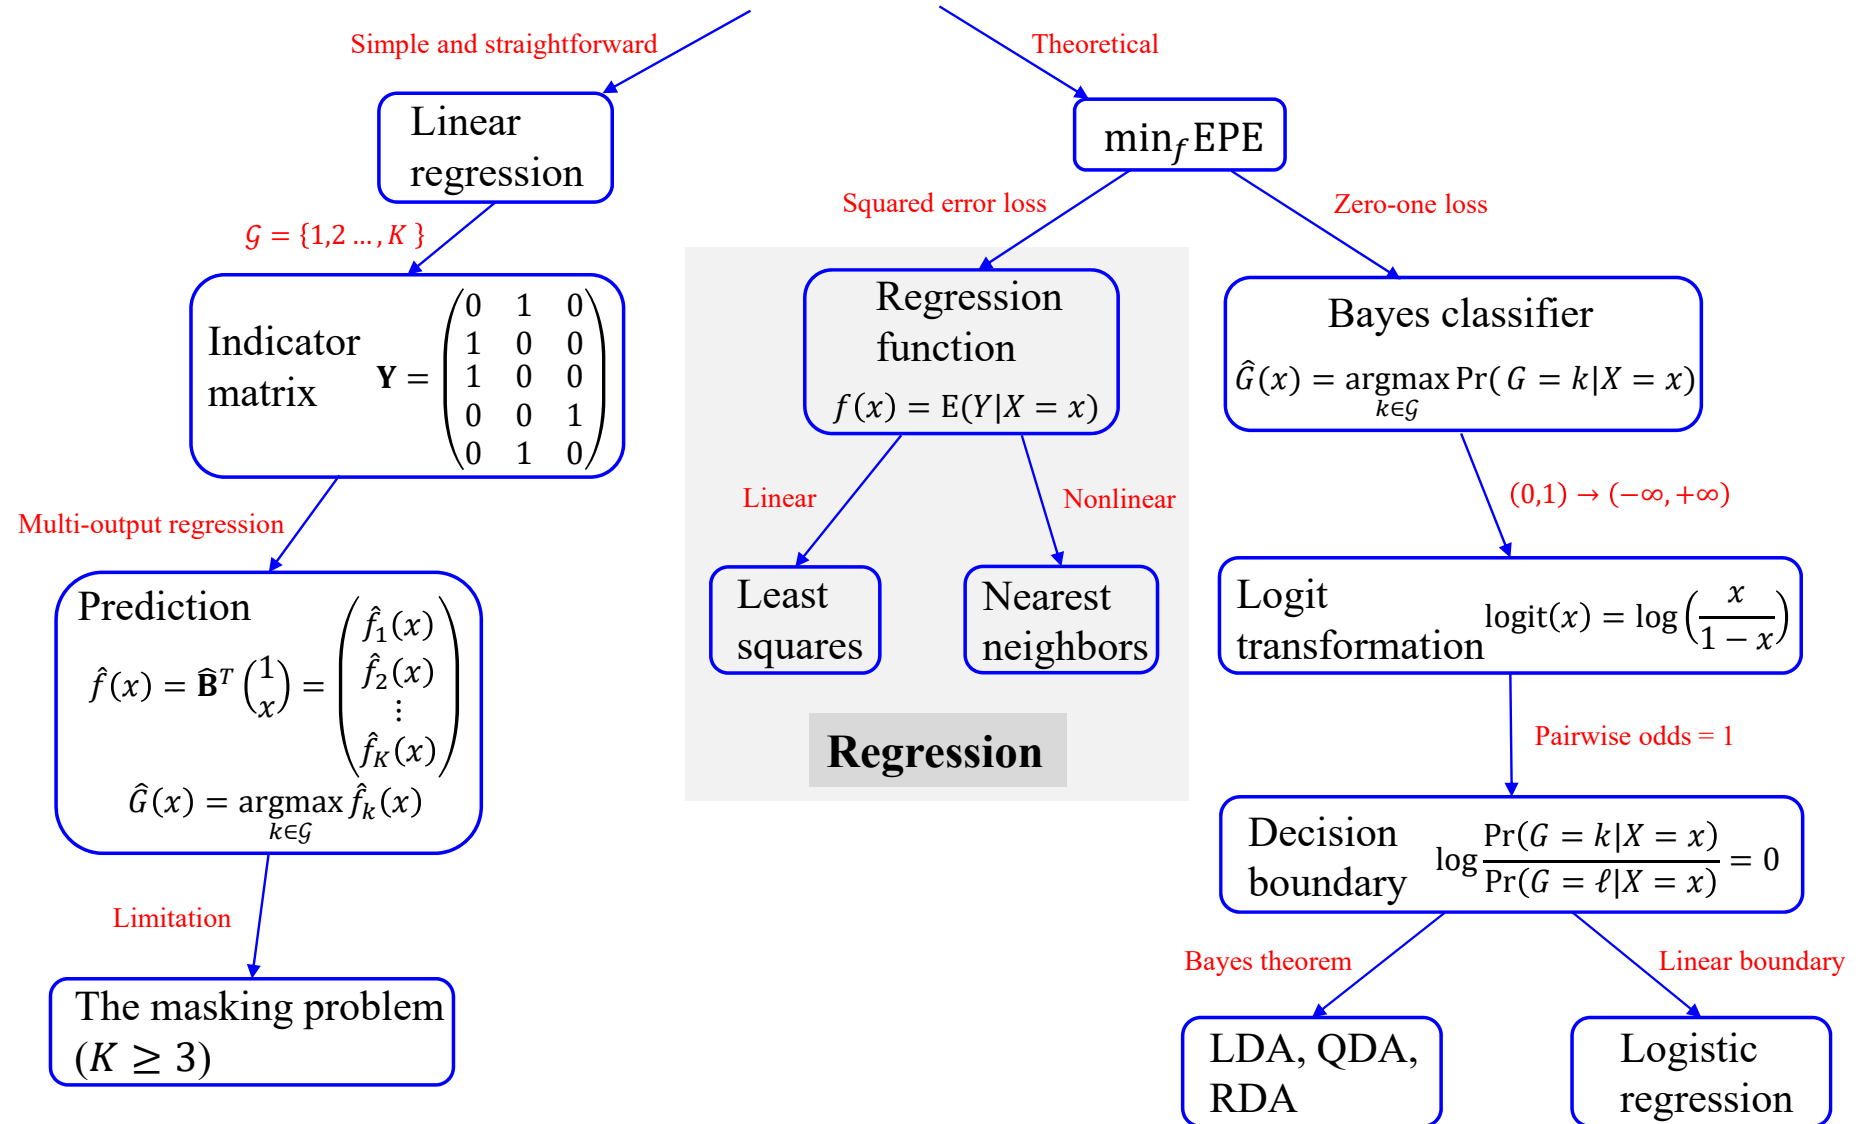 Simple and straightforward
Theoretical
Linear
regression
min_f EPE
𝒢 = {1,2 …, K }
Squared error loss
Zero-one loss
Indicator
matrix
Y =
0 1 0
1 0 0
1 0 0
0 0 1
0 1 0
Regression
function
f(x) = E(Y|X = x)
Bayes classifier
Ĝ(x) = argmax Pr( G = k|X = x)
k∈𝒢
Multi-output regression
Linear
Nonlinear
(0,1) → (−∞, +∞)
Prediction
f̂(x) = B̂ᵀ (1 x) = (f̂₁(x) f̂₂(x) ⋮ f̂_K(x))
Ĝ(x) = argmax f̂_k(x)
k∈𝒢
Least
squares
Nearest
neighbors
Regression
Logit
transformation
logit(x) = log(x / 1 − x)
Pairwise odds = 1
Decision
boundary
log Pr(G = k|X = x) / Pr(G = ℓ|X = x) = 0
Limitation
Bayes theorem
Linear boundary
The masking problem
(K ≥ 3)
LDA, QDA,
RDA
Logistic
regression